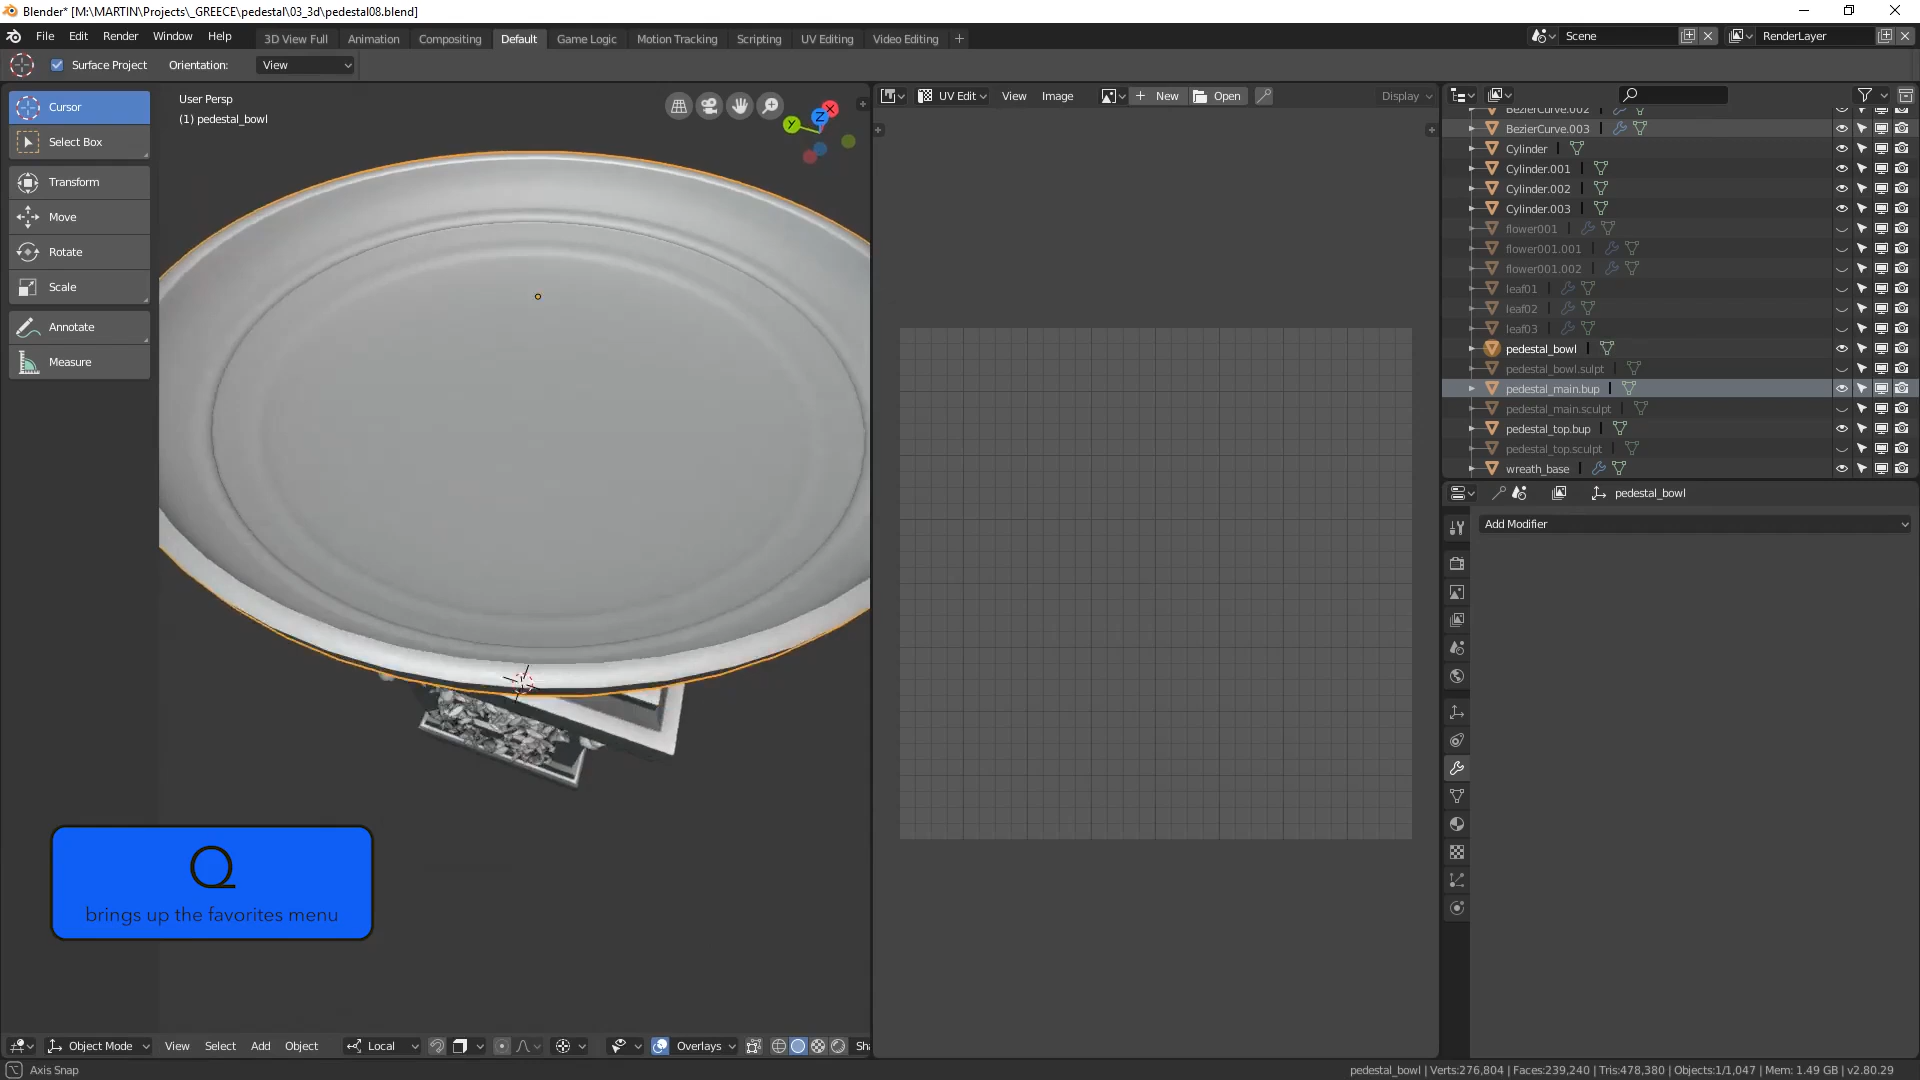 Blender* [M:\MARTIN\Projects\_GREECE\pedestal\03_3d\pedestal08.blend]
File Edit Render Window Help 3D View Full Animation Compositing Default Game Logic Motion Tracking Scripting UV Editing Video Editing Scene RenderLayer
Surface Project Orientation: View
User Persp
(1) pedestal_bowl
Cursor
Select Box
Transform
Move
Rotate
Scale
Annotate
Measure
X
Y
Z
UV Edit View Image New Open Display
BezierCurve.002
BezierCurve.003
Cylinder
Cylinder.001
Cylinder.002
Cylinder.003
flower001
flower001.001
flower001.002
leaf01
leaf02
leaf03
pedestal_bowl
pedestal_bowl.sulpt
pedestal_main.bup
pedestal_main.sculpt
pedestal_top.bup
pedestal_top.sculpt
wreath_base
pedestal_bowl
Add Modifier
Q
brings up the favorites menu
Object Mode View Select Add Object Local Overlays Sha
Axis Snap
pedestal_bowl | Verts:276,804 | Faces:239,240 | Tris:478,380 | Objects:1/1,047 | Mem: 1.49 GB | v2.80.29